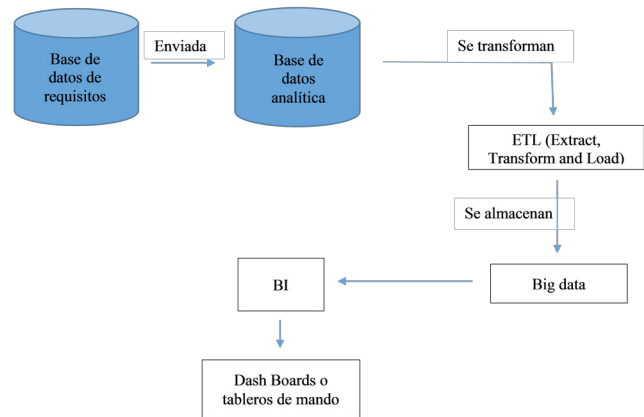 Base de
datos de
requisitos
Enviada
Base de
datos
analítica
Se transforman
ETL (Extract,
Transform and Load)
Se almacenan
Big data
BI
Dash Boards o
tableros de mando